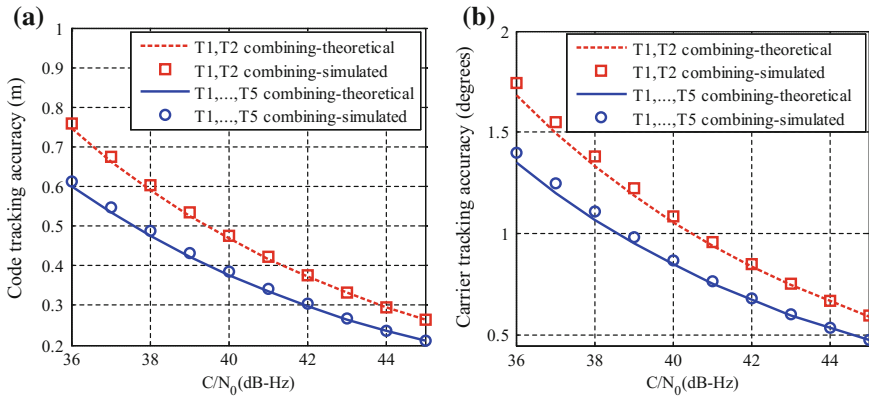 (a)
1
0.9
0.8
0.7
0.6
0.5
0.4
0.3
0.2
Code tracking accuracy (m)
T1,T2 combining-theoretical
T1,T2 combining-simulated
T1,...,T5 combining-theoretical
T1,...,T5 combining-simulated
36 38 40 42 44
C/N0(dB-Hz)
(b)
2
1.5
1
0.5
Carrier tracking accuracy (degrees)
T1,T2 combining-theoretical
T1,T2 combining-simulated
T1,...,T5 combining-theoretical
T1,...,T5 combining-simulated
36 38 40 42 44
C/N0(dB-Hz)